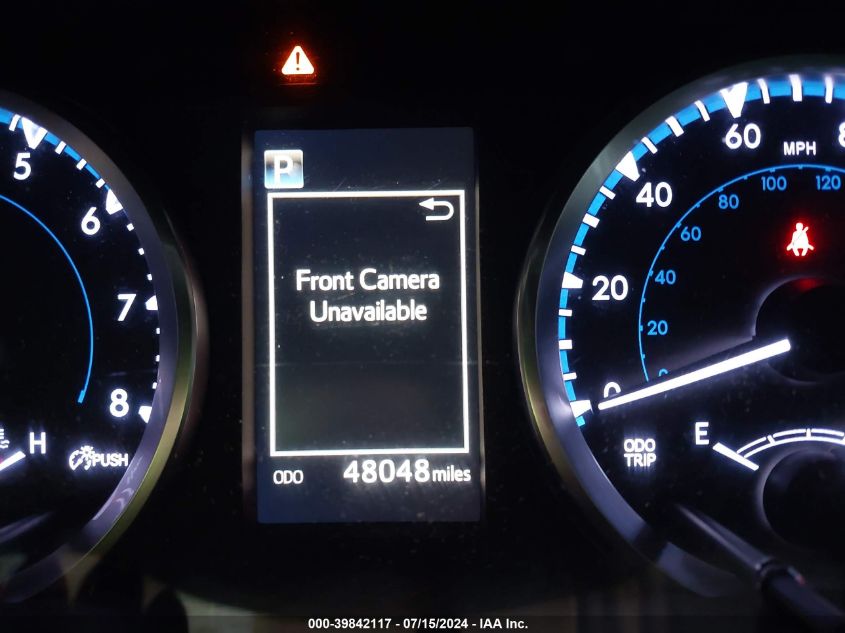 P
Front Camera
Unavailable
ODO 48048 miles
5
6
7
8
H
PUSH
0
20
40
60
MPH
0
20
40
60
80
100
120
ODO
TRIP
E
000-39842117 - 07/15/2024 - IAA Inc.